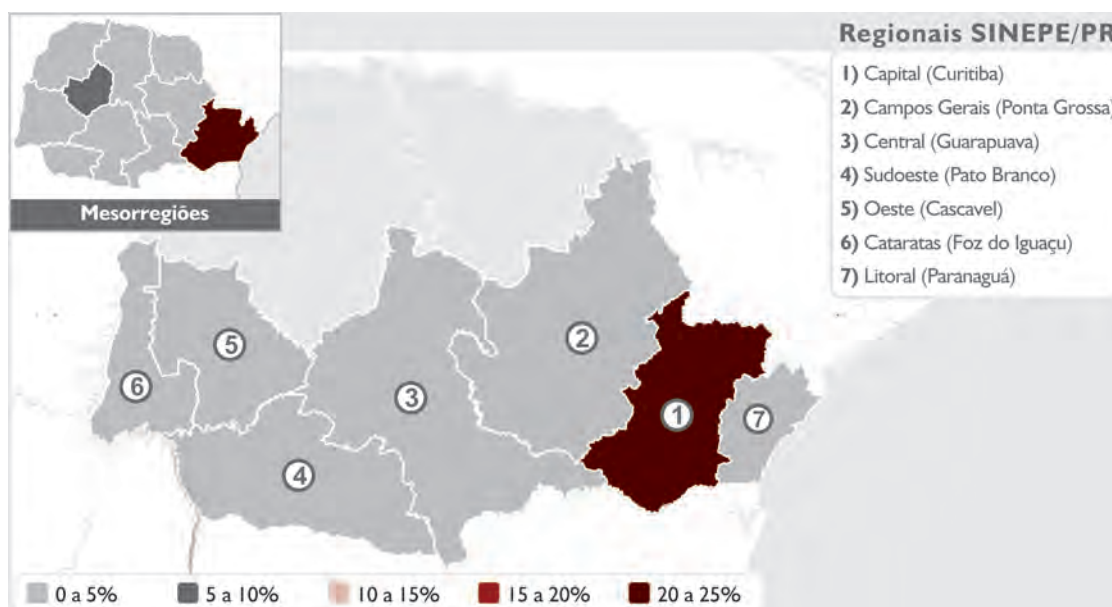 Regionais SINEPE/PR
1) Capital (Curitiba)
2) Campos Gerais (Ponta Grossa)
3) Central (Guarapuava)
4) Sudoeste (Pato Branco)
5) Oeste (Cascavel)
6) Cataratas (Foz do Iguaçu)
7) Litoral (Paranaguá)
Mesorregiões
1
2
3
4
5
6
7
0 a 5%
5 a 10%
10 a 15%
15 a 20%
20 a 25%